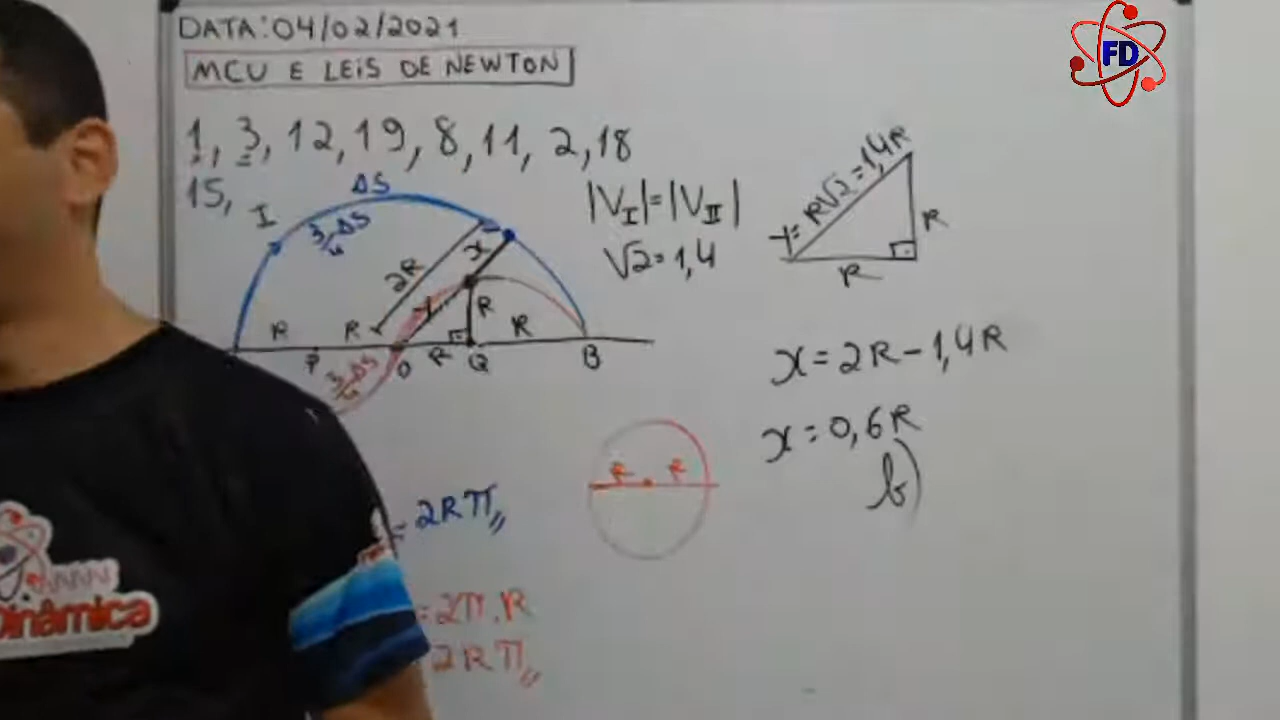 DATA: 04/02/2021
MCU E LEIS DE NEWTON
FD
1, 3, 12, 19, 8, 11, 2, 18
15,
I
ΔS
3/4 ΔS
2R
x
|V_I| = |V_II|
√2 = 1,4
Y = R√2 = 1,4R
R
R
R
R
Y
R
R
R
P
O
Q
B
3/4 ΔS
x = 2R - 1,4R
x = 0,6R
b)
R R
= 2Rπ
= 2π.R
2Rπ
Dinâmica